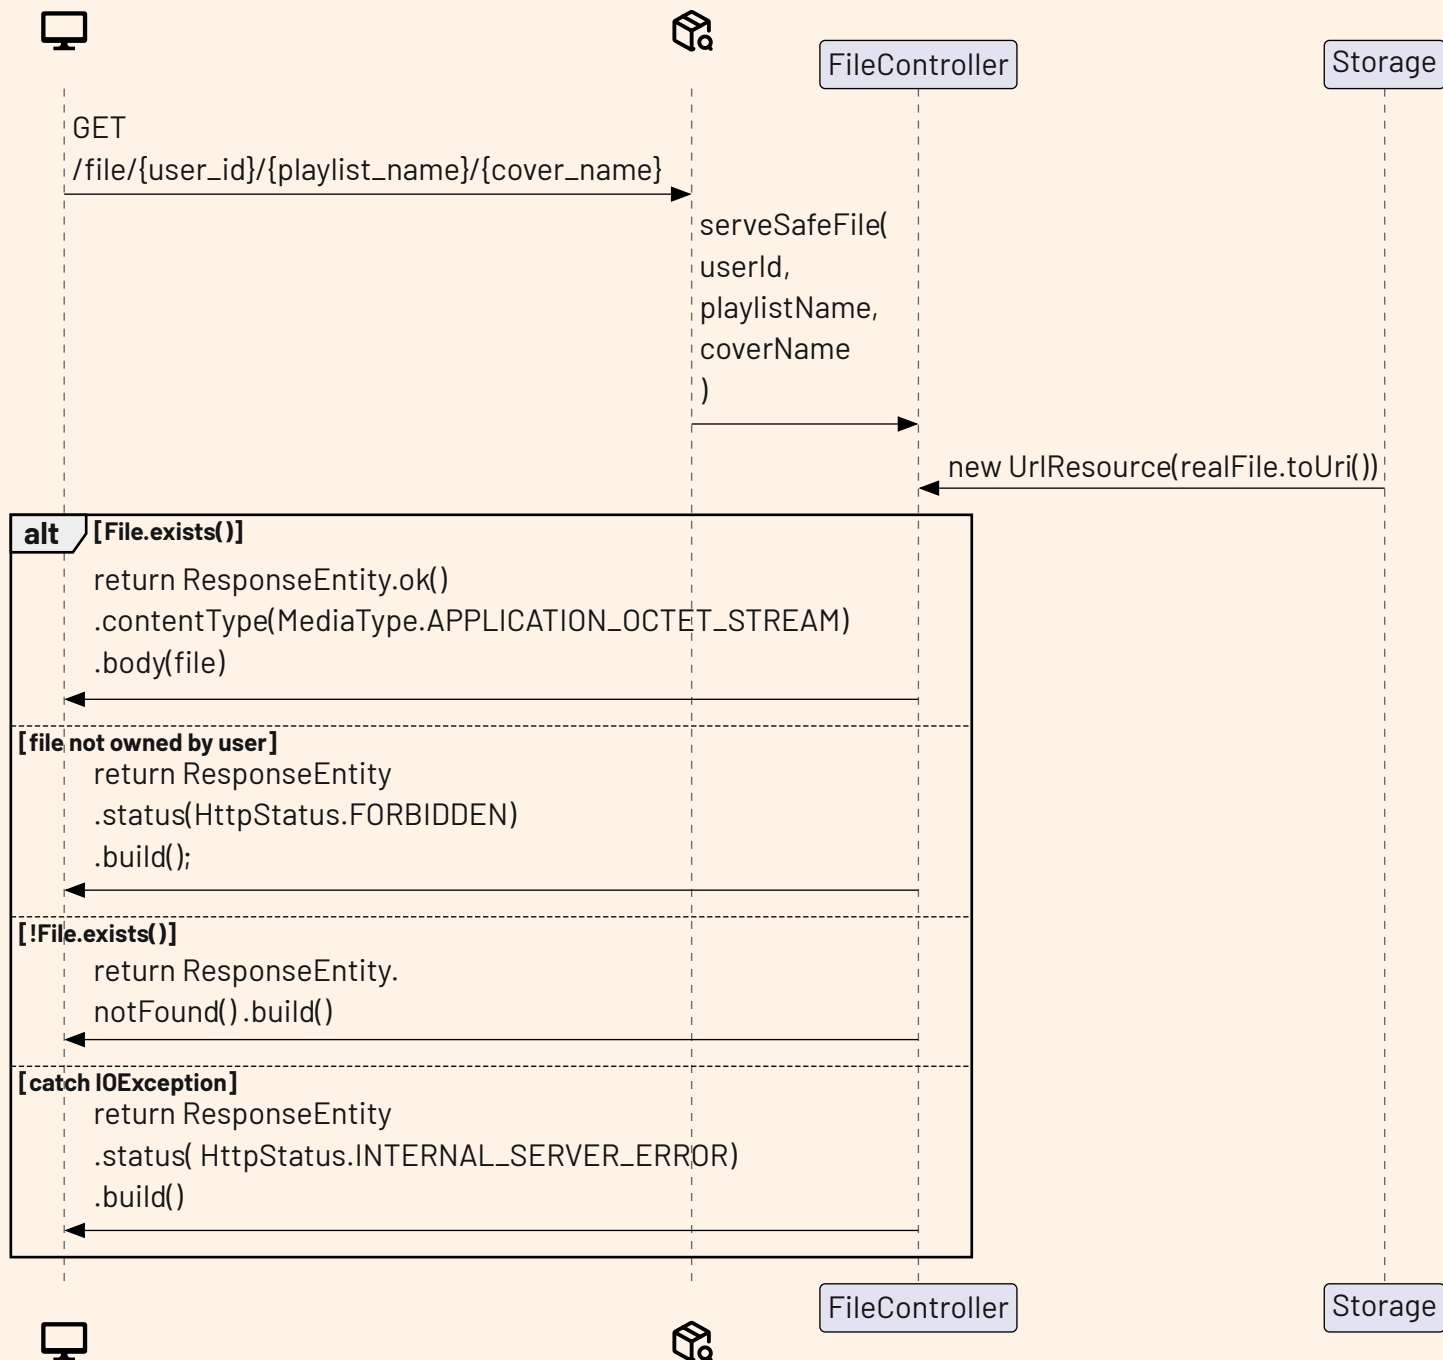 FileController
Storage
GET
/file/{user_id}/{playlist_name}/{cover_name}
serveSafeFile(
userId,
playlistName,
coverName
)
new UrlResource(realFile.toUri())
alt [File.exists()]
return ResponseEntity.ok()
.contentType(MediaType.APPLICATION_OCTET_STREAM)
.body(file)
[file not owned by user]
return ResponseEntity
.status(HttpStatus.FORBIDDEN)
.build();
[!File.exists()]
return ResponseEntity.
notFound().build()
[catch IOException]
return ResponseEntity
.status( HttpStatus.INTERNAL_SERVER_ERROR)
.build()
FileController
Storage